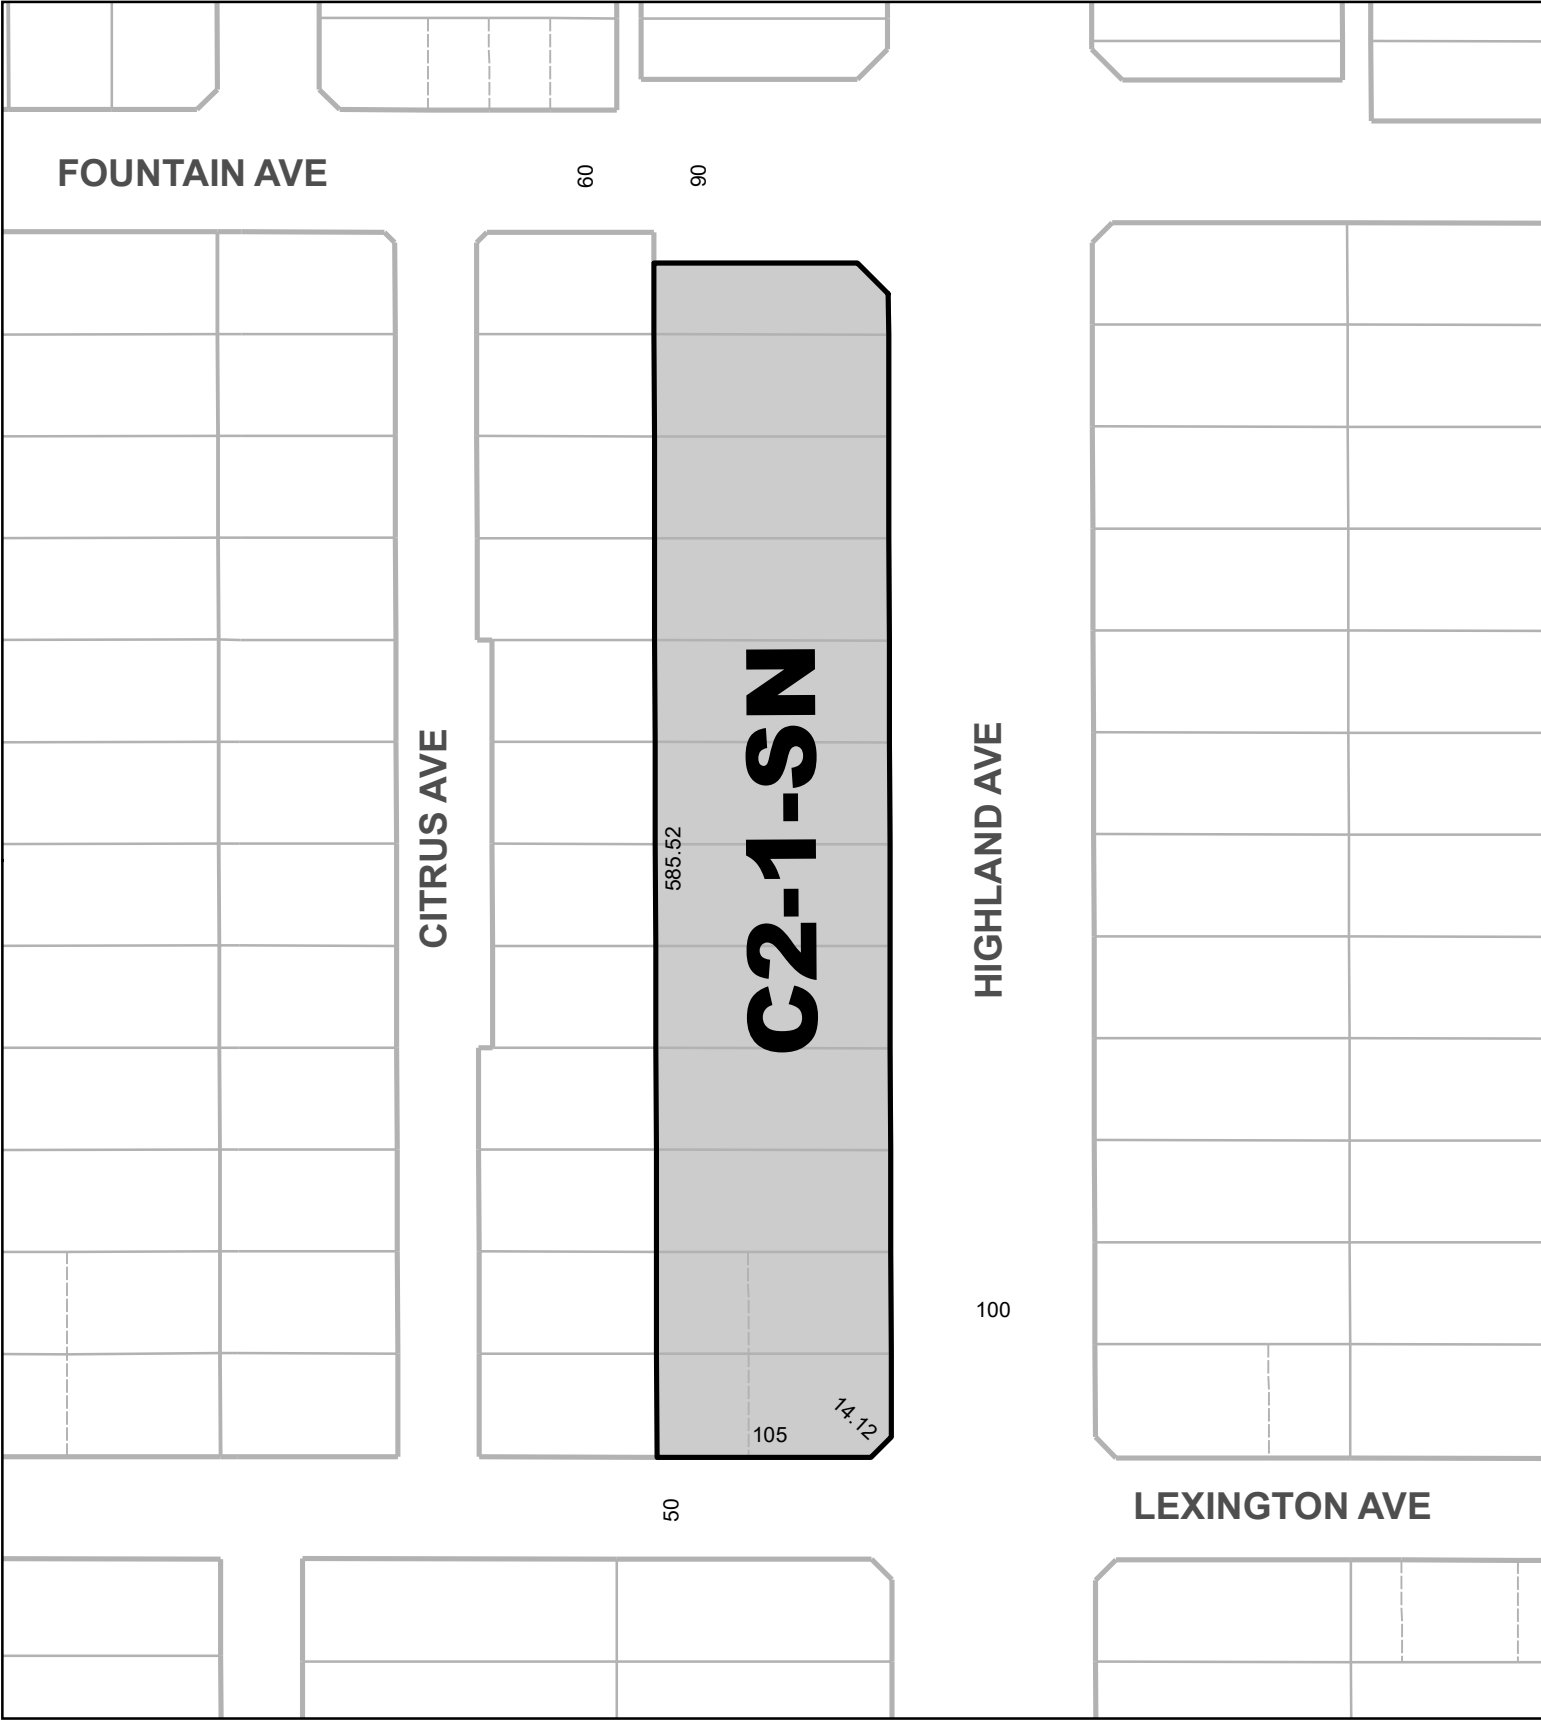 FOUNTAIN AVE
60
90
CITRUS AVE
585.52
C2-1-SN
HIGHLAND AVE
100
14.12
105
50
LEXINGTON AVE